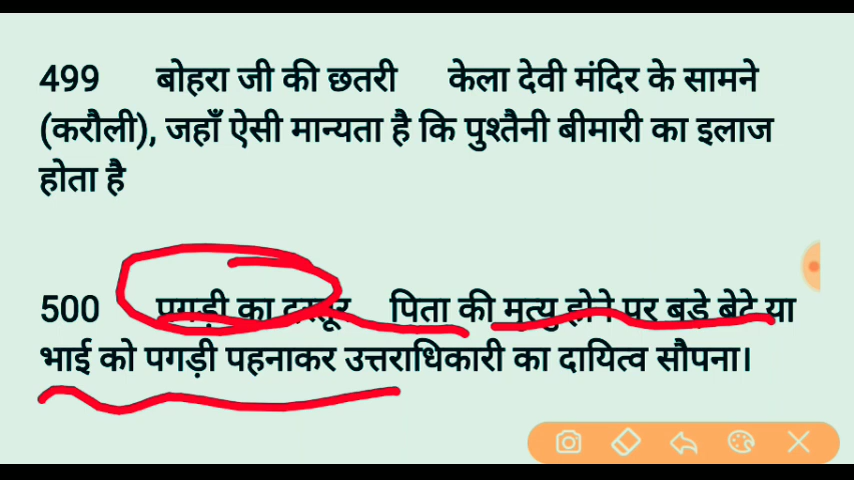 499 बोहरा जी की छतरी केला देवी मंदिर के सामने
(करौली), जहाँ ऐसी मान्यता है कि पुश्तैनी बीमारी का इलाज
होता है
500 पगड़ी का दस्तूर पिता की मृत्यु होने पर बड़े बेटे या
भाई को पगड़ी पहनाकर उत्तराधिकारी का दायित्व सौपना।